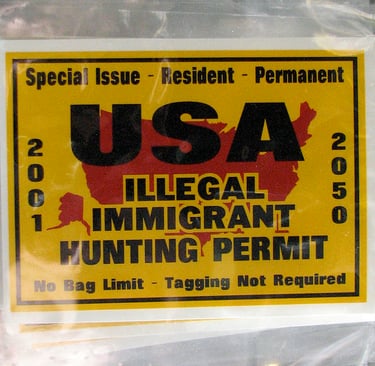 Special Issue - Resident - Permanent
USA
2001
2050
ILLEGAL
IMMIGRANT
HUNTING PERMIT
No Bag Limit - Tagging Not Required